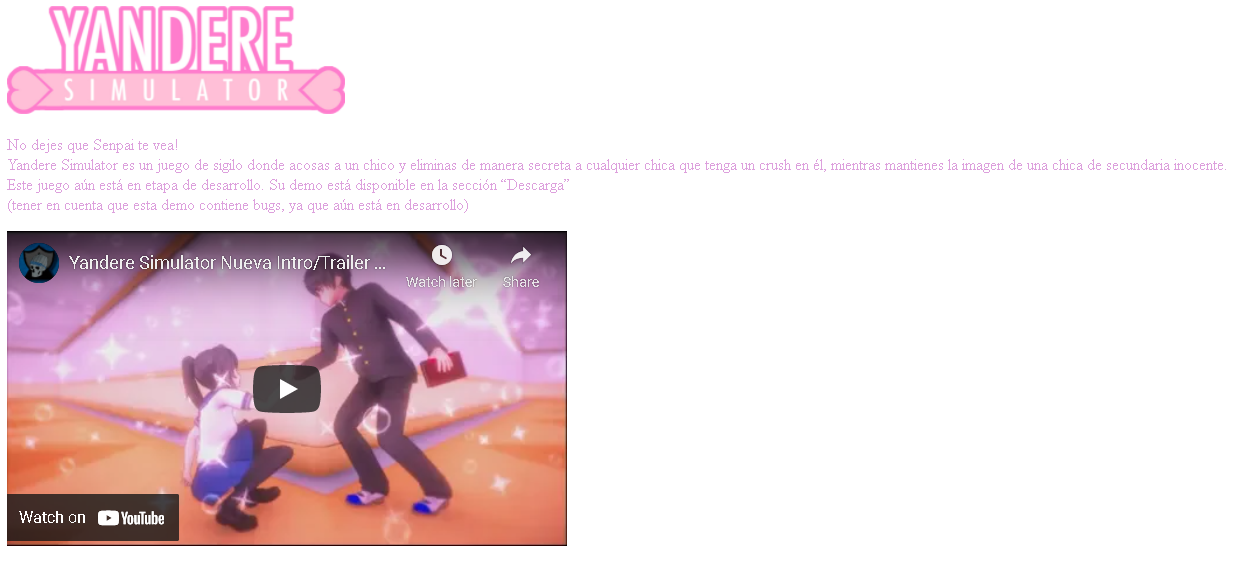 YANDERE
SIMULATOR
No dejes que Senpai te vea!
Yandere Simulator es un juego de sigilo donde acosas a un chico y eliminas de manera secreta a cualquier chica que tenga un crush en él, mientras mantienes la imagen de una chica de secundaria inocente.
Este juego aún está en etapa de desarrollo. Su demo está disponible en la sección “Descarga”
(tener en cuenta que esta demo contiene bugs, ya que aún está en desarrollo)
Yandere Simulator Nueva Intro/Trailer ...
Watch later
Share
Watch on YouTube